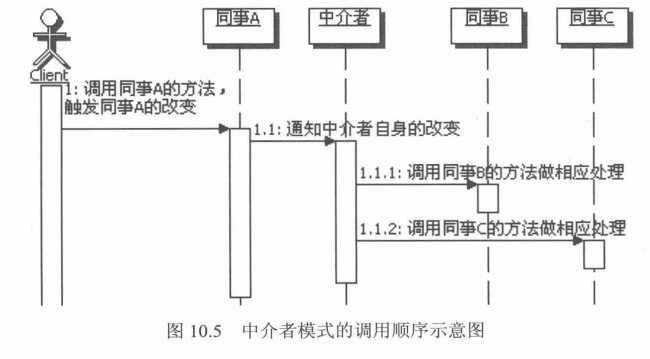 同事A
中介者
同事B
同事C
Client
1: 调用同事A的方法，
触发同事A的改变
1.1: 通知中介者自身的改变
1.1.1: 调用同事B的方法做相应处理
1.1.2: 调用同事C的方法做相应处理
图 10.5 中介者模式的调用顺序示意图